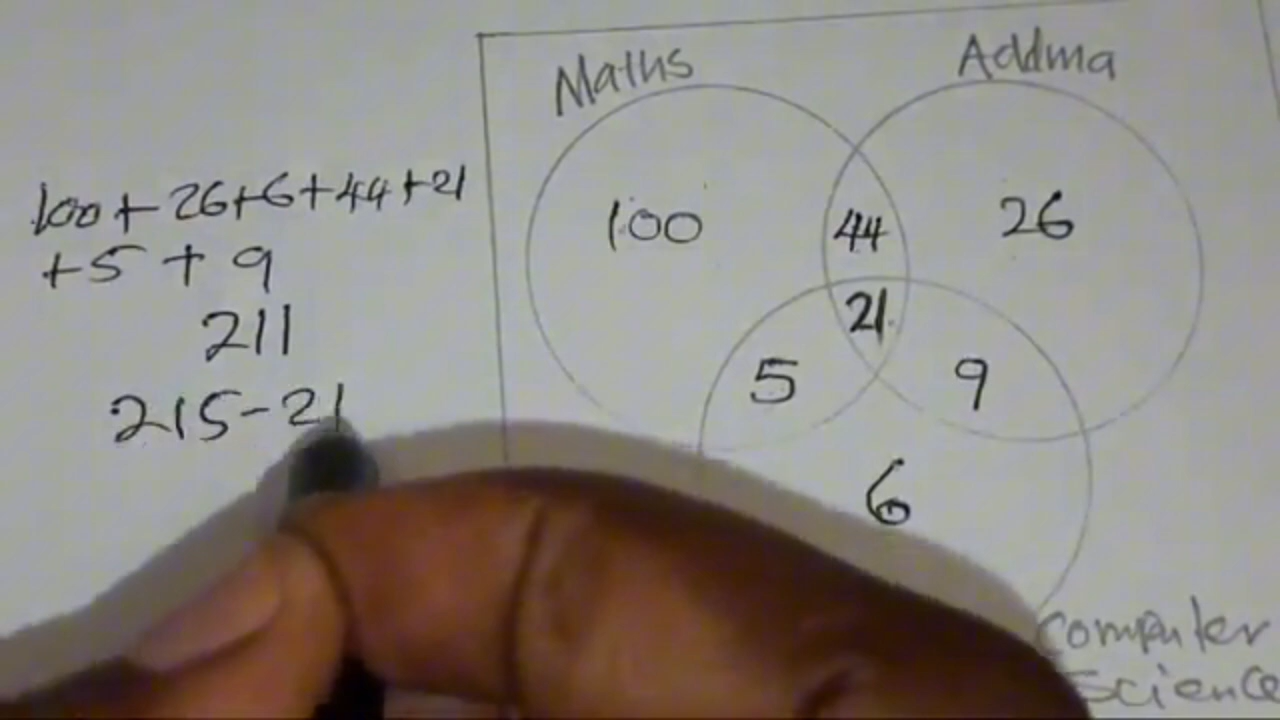 100 + 26 + 6 + 44 + 21
+ 5 + 9
211
215 - 21
Maths
Addma
100
44
26
21
5
9
6
Computer
Science